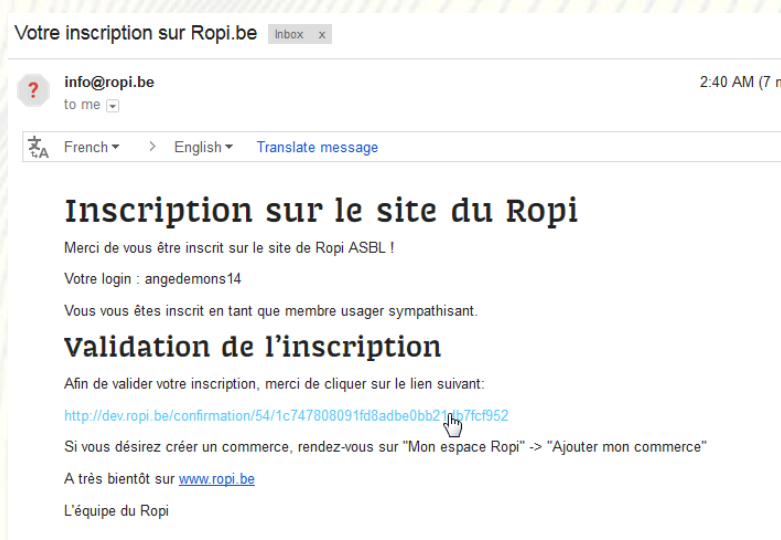 Votre inscription sur Ropi.be Inbox x
?
info@ropi.be 2:40 AM (7 m
to me
French > English Translate message
Inscription sur le site du Ropi
Merci de vous être inscrit sur le site de Ropi ASBL !
Votre login : angedemons14
Vous vous êtes inscrit en tant que membre usager sympathisant.
Validation de l'inscription
Afin de valider votre inscription, merci de cliquer sur le lien suivant:
Si vous désirez créer un commerce, rendez-vous sur "Mon espace Ropi" -> "Ajouter mon commerce"
A très bientôt sur www.ropi.be
L'équipe du Ropi